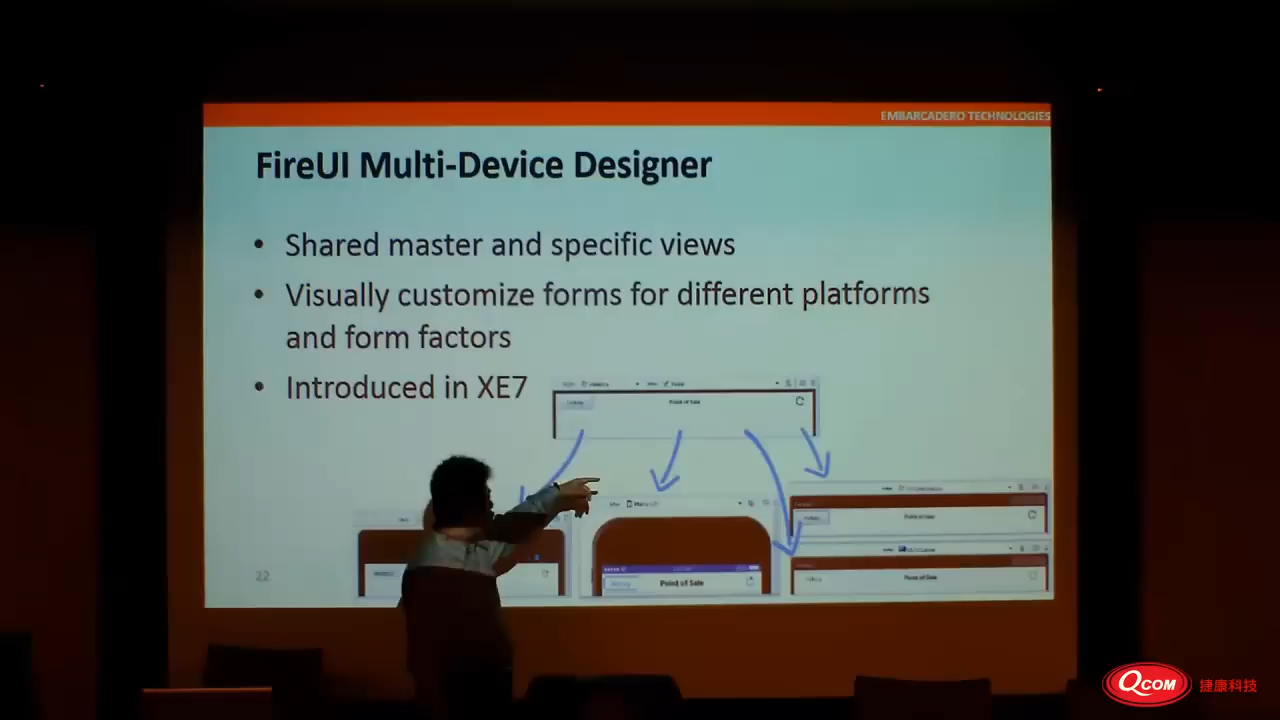 EMBARCADERO TECHNOLOGIES
FireUI Multi-Device Designer
• Shared master and specific views
• Visually customize forms for different platforms
and form factors
• Introduced in XE7
Point of Sale
Point of Sale
Point of Sale
Point of Sale
22
QCOM 捷康科技